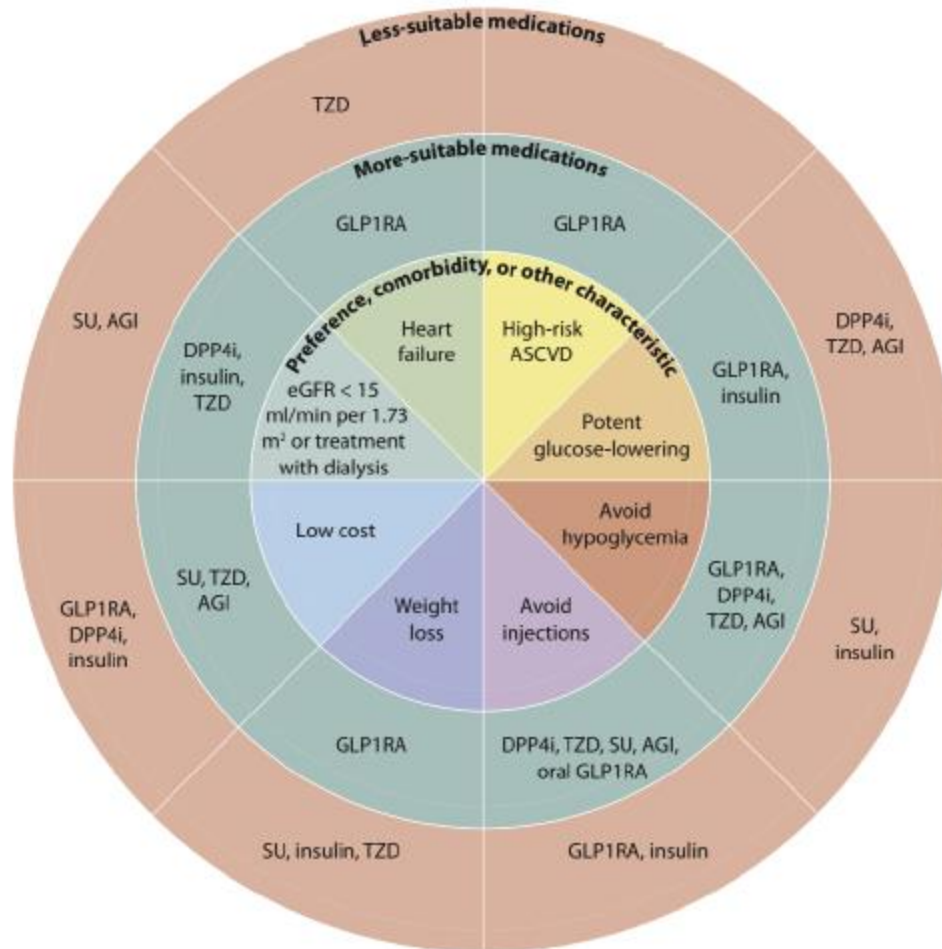 Less-suitable medications
TZD
More-suitable medications
GLP1RA
GLP1RA
Preference, comorbidity, or other characteristic
Heart
failure
High-risk
ASCVD
SU, AGI
DPP4i,
insulin,
TZD
eGFR < 15
ml/min per 1.73
m² or treatment
with dialysis
Potent
glucose-lowering
GLP1RA,
insulin
DPP4i,
TZD, AGI
GLP1RA,
DPP4i,
insulin
SU, TZD,
AGI
Low cost
Avoid
hypoglycemia
GLP1RA,
DPP4i,
TZD, AGI
SU,
insulin
Weight
loss
Avoid
injections
GLP1RA
DPP4i, TZD, SU, AGI,
oral GLP1RA
SU, insulin, TZD
GLP1RA, insulin